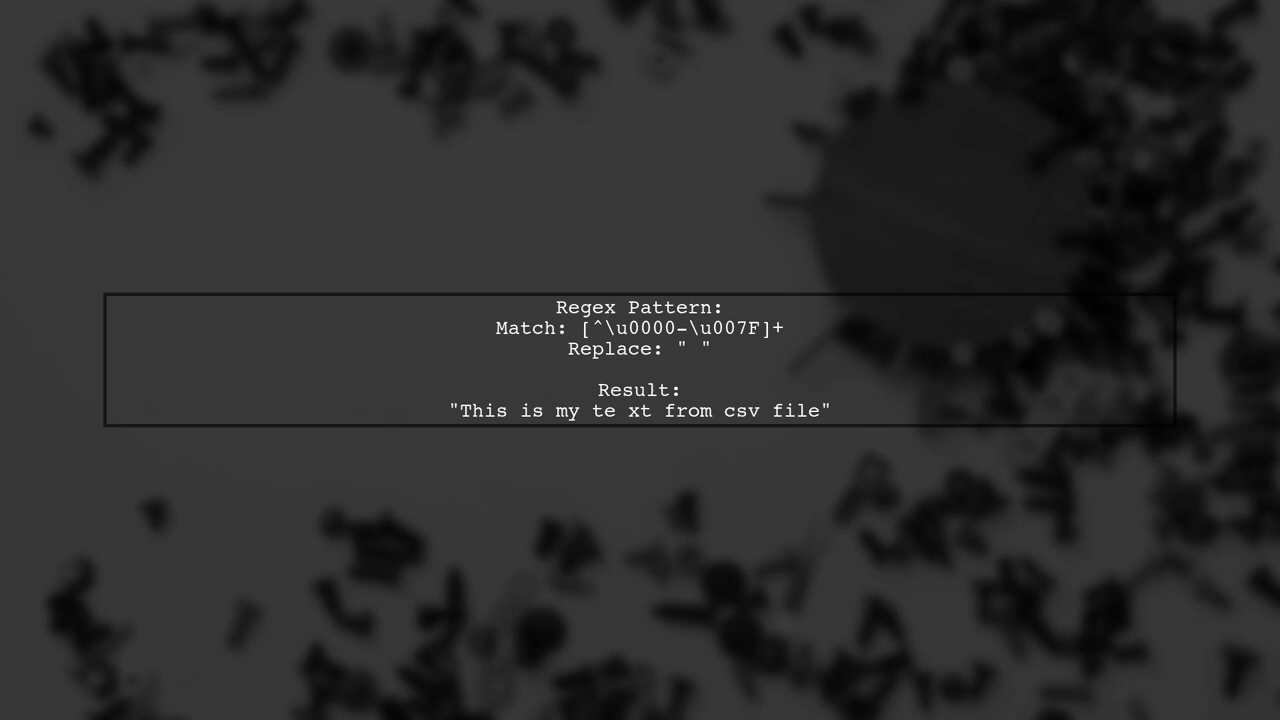 Regex Pattern:
Match: [^\u0000-\u007F]+
Replace: " "
Result:
"This is my te xt from csv file"